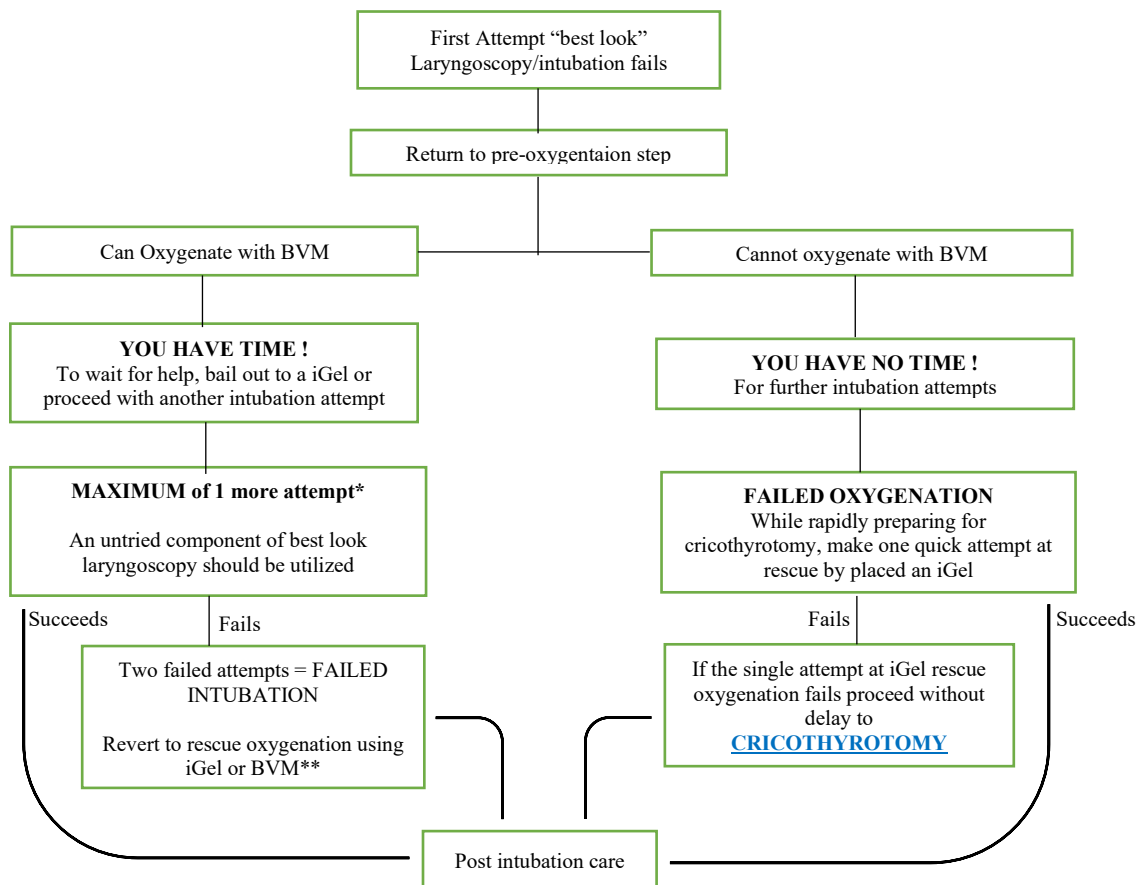 First Attempt “best look”
Laryngoscopy/intubation fails
Return to pre-oxygentaion step
Can Oxygenate with BVM
Cannot oxygenate with BVM
YOU HAVE TIME !
To wait for help, bail out to a iGel or
proceed with another intubation attempt
YOU HAVE NO TIME !
For further intubation attempts
MAXIMUM of 1 more attempt*
An untried component of best look
laryngoscopy should be utilized
FAILED OXYGENATION
While rapidly preparing for
cricothyrotomy, make one quick attempt at
rescue by placed an iGel
Succeeds
Fails
Fails
Succeeds
Two failed attempts = FAILED
INTUBATION
Revert to rescue oxygenation using
iGel or BVM**
If the single attempt at iGel rescue
oxygenation fails proceed without
delay to
CRICOTHYROTOMY
Post intubation care